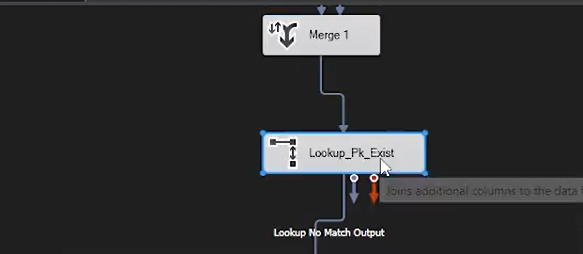 Merge 1
Lookup_Pk_Exist
Joins additional columns to the data
Lookup No Match Output